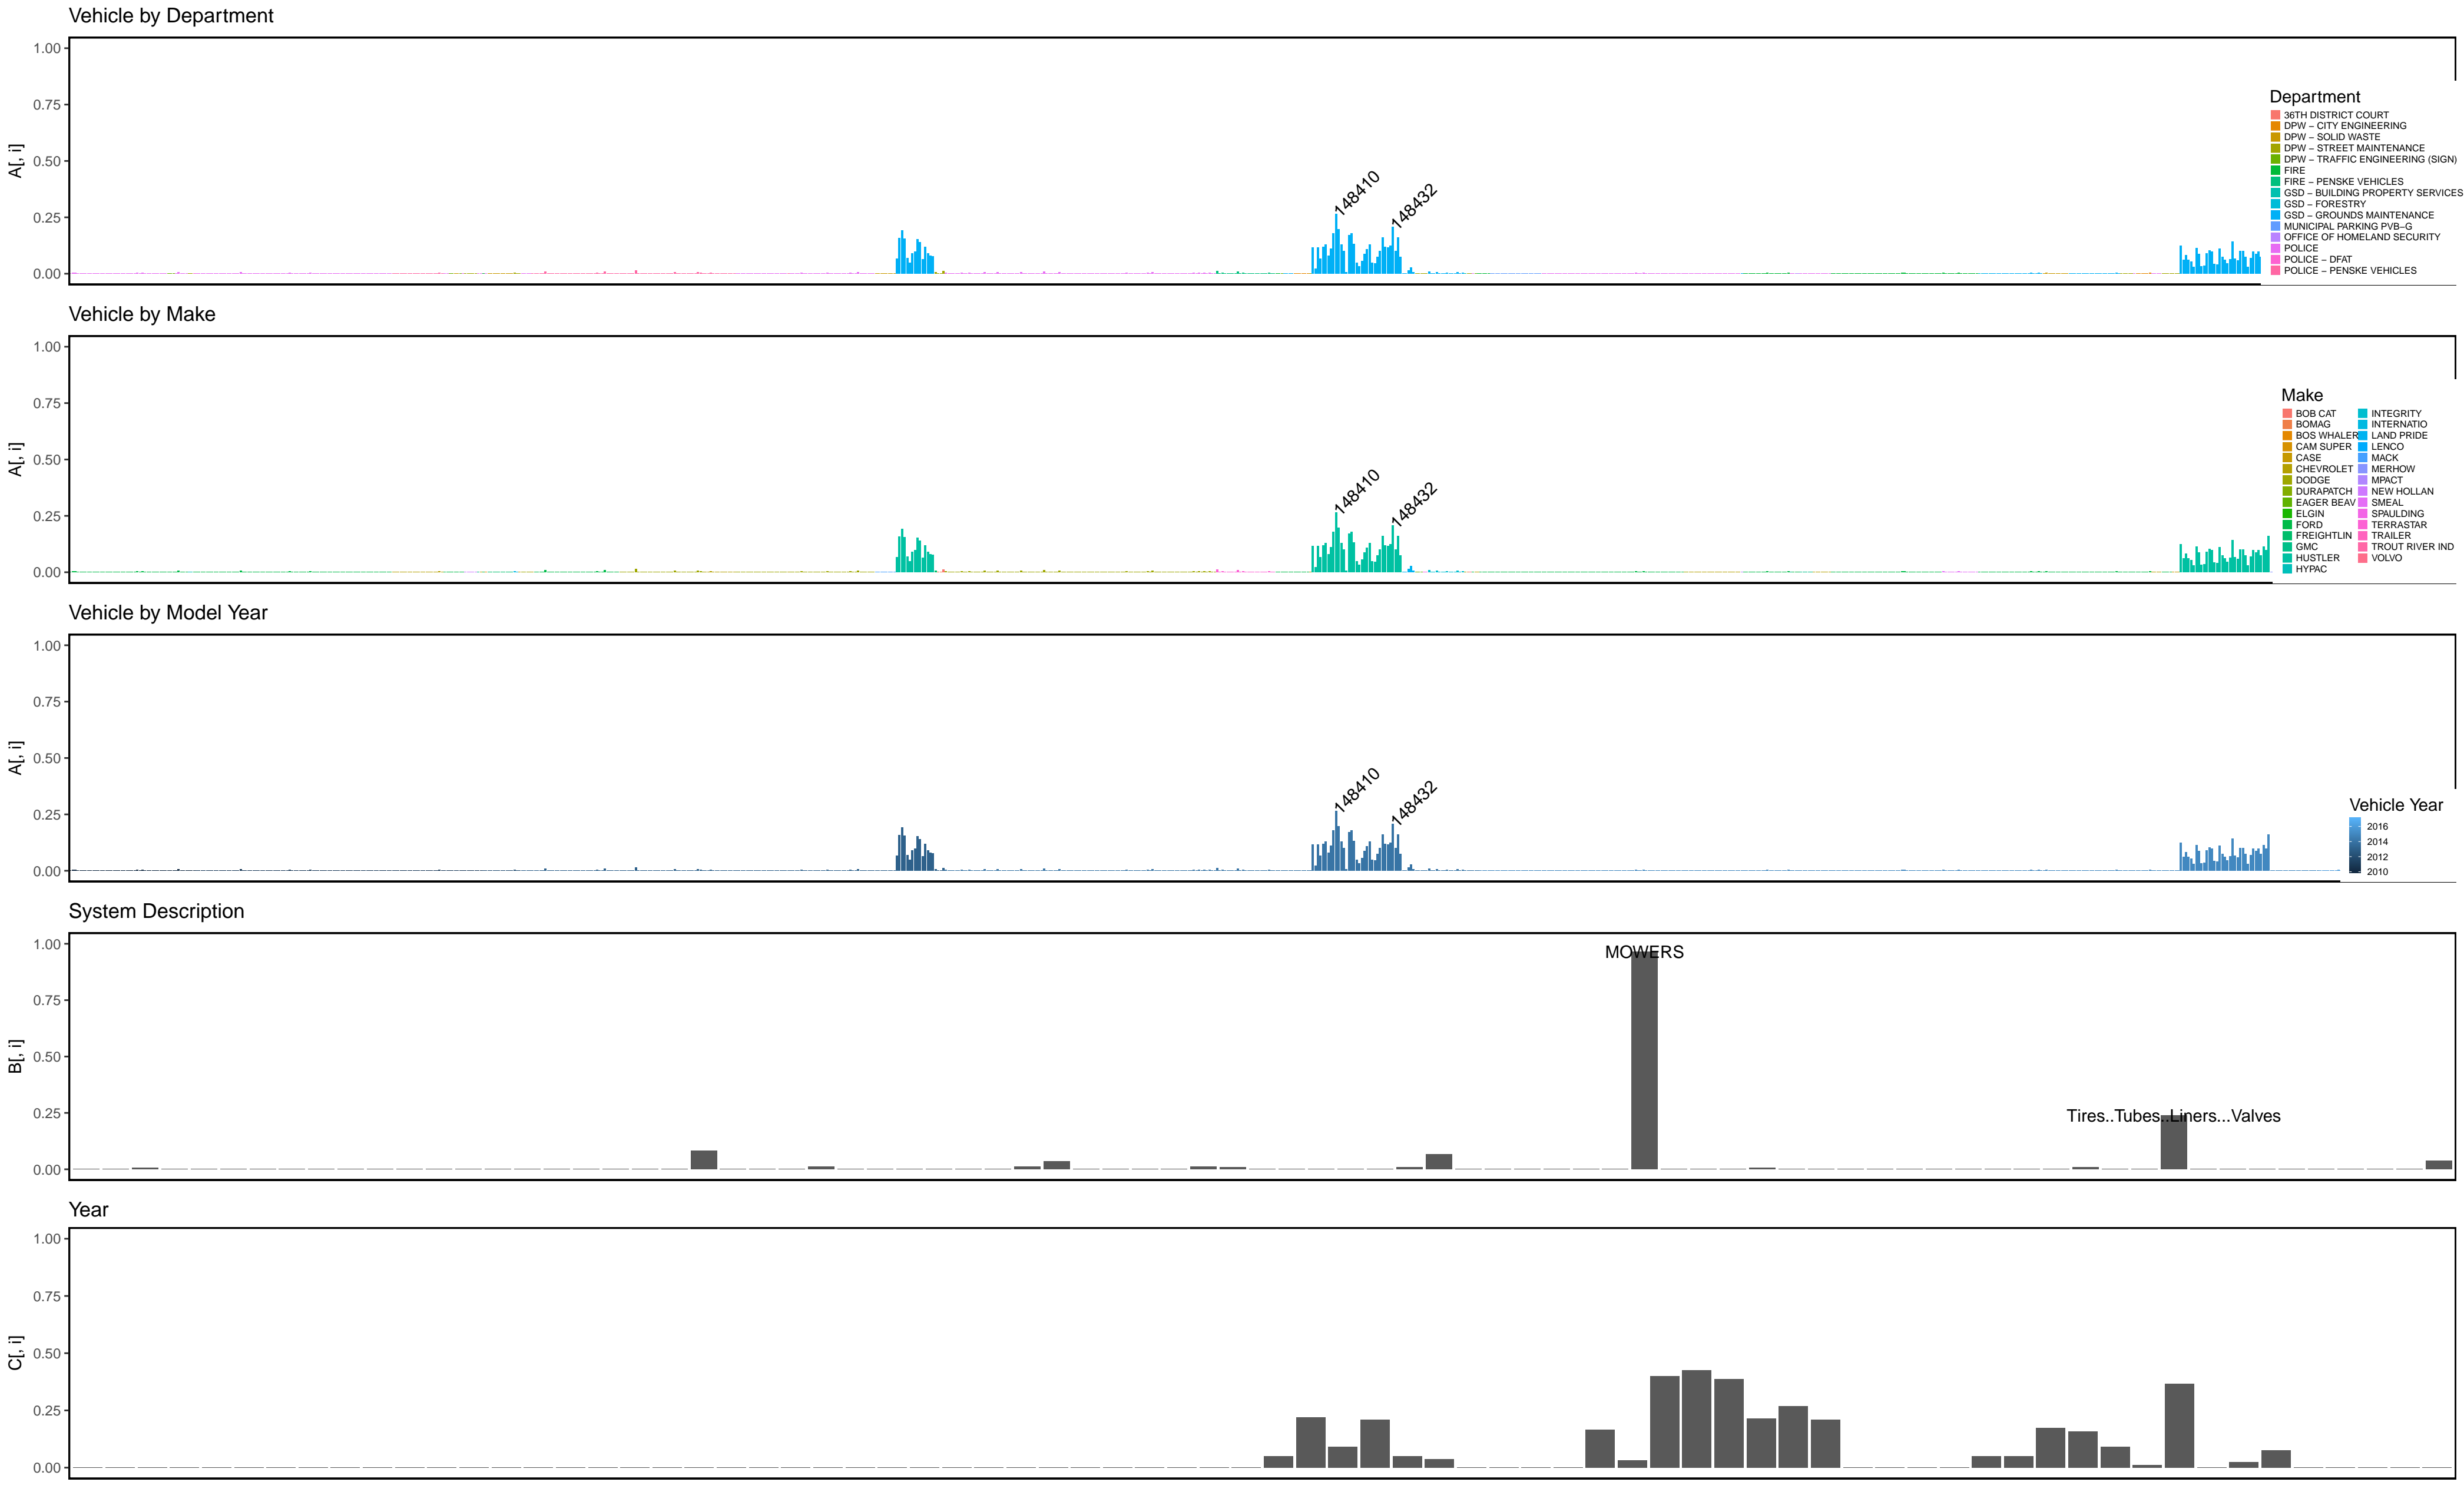 Vehicle by Department
A[, i]
1.00
0.75
0.50
0.25
0.00
148410
148432
Department
36TH DISTRICT COURT
DPW − CITY ENGINEERING
DPW − SOLID WASTE
DPW − STREET MAINTENANCE
DPW − TRAFFIC ENGINEERING (SIGN)
FIRE
FIRE − PENSKE VEHICLES
GSD − BUILDING PROPERTY SERVICES
GSD − FORESTRY
GSD − GROUNDS MAINTENANCE
MUNICIPAL PARKING PVB−G
OFFICE OF HOMELAND SECURITY
POLICE
POLICE − DFAT
POLICE − PENSKE VEHICLES
Vehicle by Make
A[, i]
1.00
0.75
0.50
0.25
0.00
148410
148432
Make
BOB CAT
BOMAG
BOS WHALER
CAM SUPER
CASE
CHEVROLET
DODGE
DURAPATCH
EAGER BEAV
ELGIN
FORD
FREIGHTLIN
GMC
HUSTLER
HYPAC
INTEGRITY
INTERNATIO
LAND PRIDE
LENCO
MACK
MERHOW
MPACT
NEW HOLLAN
SMEAL
SPAULDING
TERRASTAR
TRAILER
TROUT RIVER IND
VOLVO
Vehicle by Model Year
A[, i]
1.00
0.75
0.50
0.25
0.00
148410
148432
Vehicle Year
2016
2014
2012
2010
System Description
B[, i]
1.00
0.75
0.50
0.25
0.00
MOWERS
Tires..Tubes..Liners...Valves
Year
C[, i]
1.00
0.75
0.50
0.25
0.00